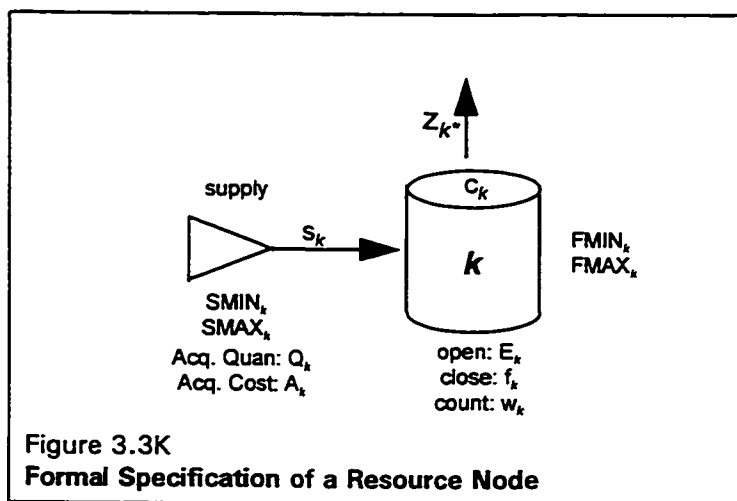 Z_k*
supply
C_k
S_k
k
FMIN_k
FMAX_k
SMIN_k
SMAX_k
Acq. Quan: Q_k
Acq. Cost: A_k
open: E_k
close: f_k
count: w_k
Figure 3.3K
Formal Specification of a Resource Node